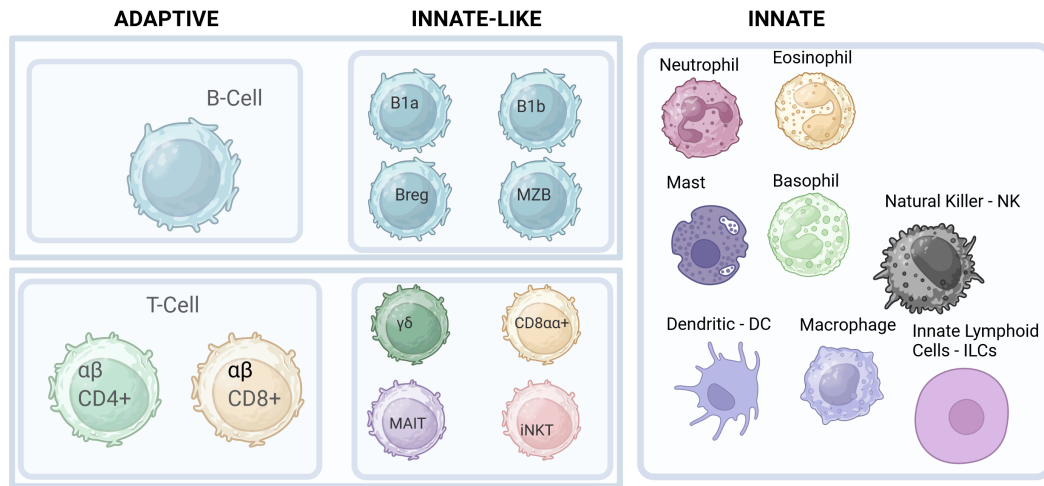 ADAPTIVE
INNATE-LIKE
INNATE
B-Cell
B1a
B1b
Breg
MZB
T-Cell
αβ
CD4+
αβ
CD8+
γδ
CD8αα+
MAIT
iNKT
Neutrophil
Eosinophil
Mast
Basophil
Natural Killer - NK
Dendritic - DC
Macrophage
Innate Lymphoid
Cells - ILCs